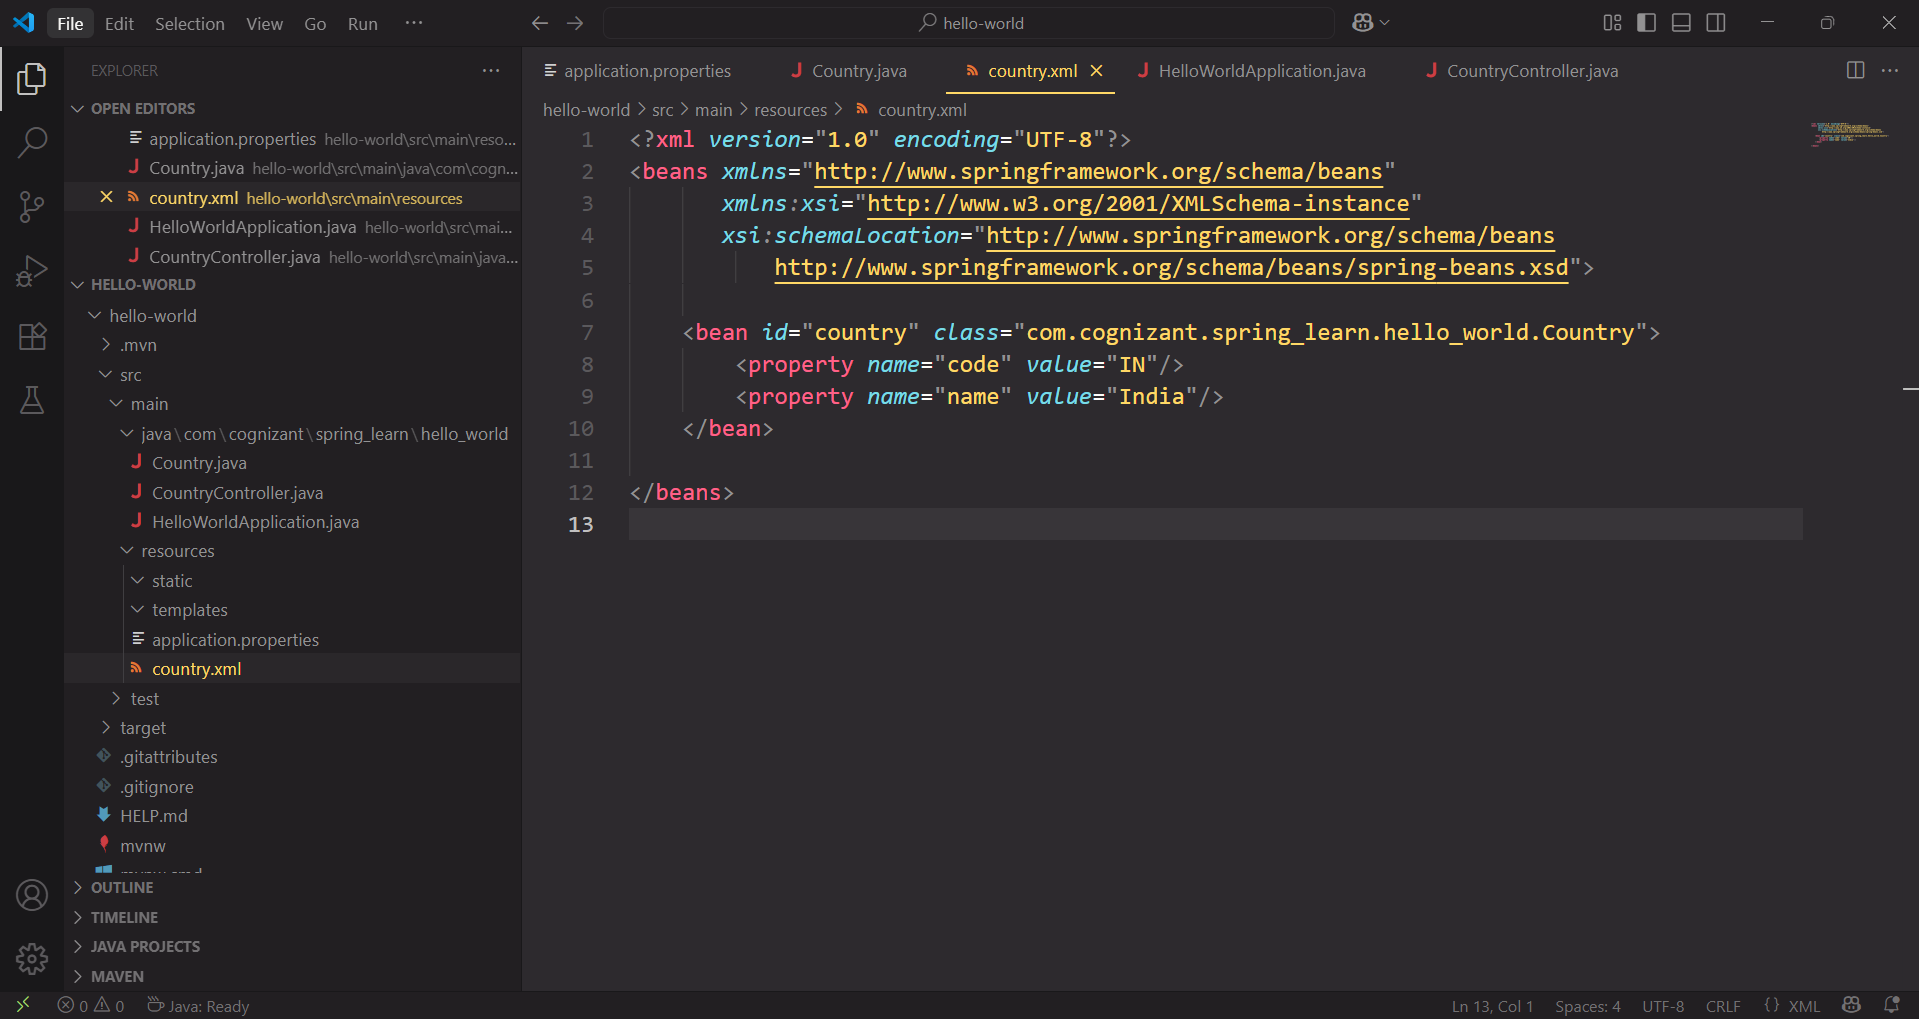 File Edit Selection View Go Run ···
hello-world
EXPLORER ···
OPEN EDITORS
application.properties hello-world\src\main\reso...
Country.java hello-world\src\main\java\com\cogn...
country.xml hello-world\src\main\resources
HelloWorldApplication.java hello-world\src\mai...
CountryController.java hello-world\src\main\java...
HELLO-WORLD
hello-world
.mvn
src
main
java\com\cognizant\spring_learn\hello_world
Country.java
CountryController.java
HelloWorldApplication.java
resources
static
templates
application.properties
country.xml
test
target
.gitattributes
.gitignore
HELP.md
mvnw
OUTLINE
TIMELINE
JAVA PROJECTS
MAVEN
application.properties Country.java country.xml HelloWorldApplication.java CountryController.java
hello-world > src > main > resources > country.xml
1 <?xml version="1.0" encoding="UTF-8"?>
2 <beans xmlns="http://www.springframework.org/schema/beans"
3 xmlns:xsi="http://www.w3.org/2001/XMLSchema-instance"
4 xsi:schemaLocation="http://www.springframework.org/schema/beans
5 http://www.springframework.org/schema/beans/spring-beans.xsd">
6
7 <bean id="country" class="com.cognizant.spring_learn.hello_world.Country">
8 <property name="code" value="IN"/>
9 <property name="name" value="India"/>
10 </bean>
11
12 </beans>
13
0 0 Java: Ready Ln 13, Col 1 Spaces: 4 UTF-8 CRLF {} XML